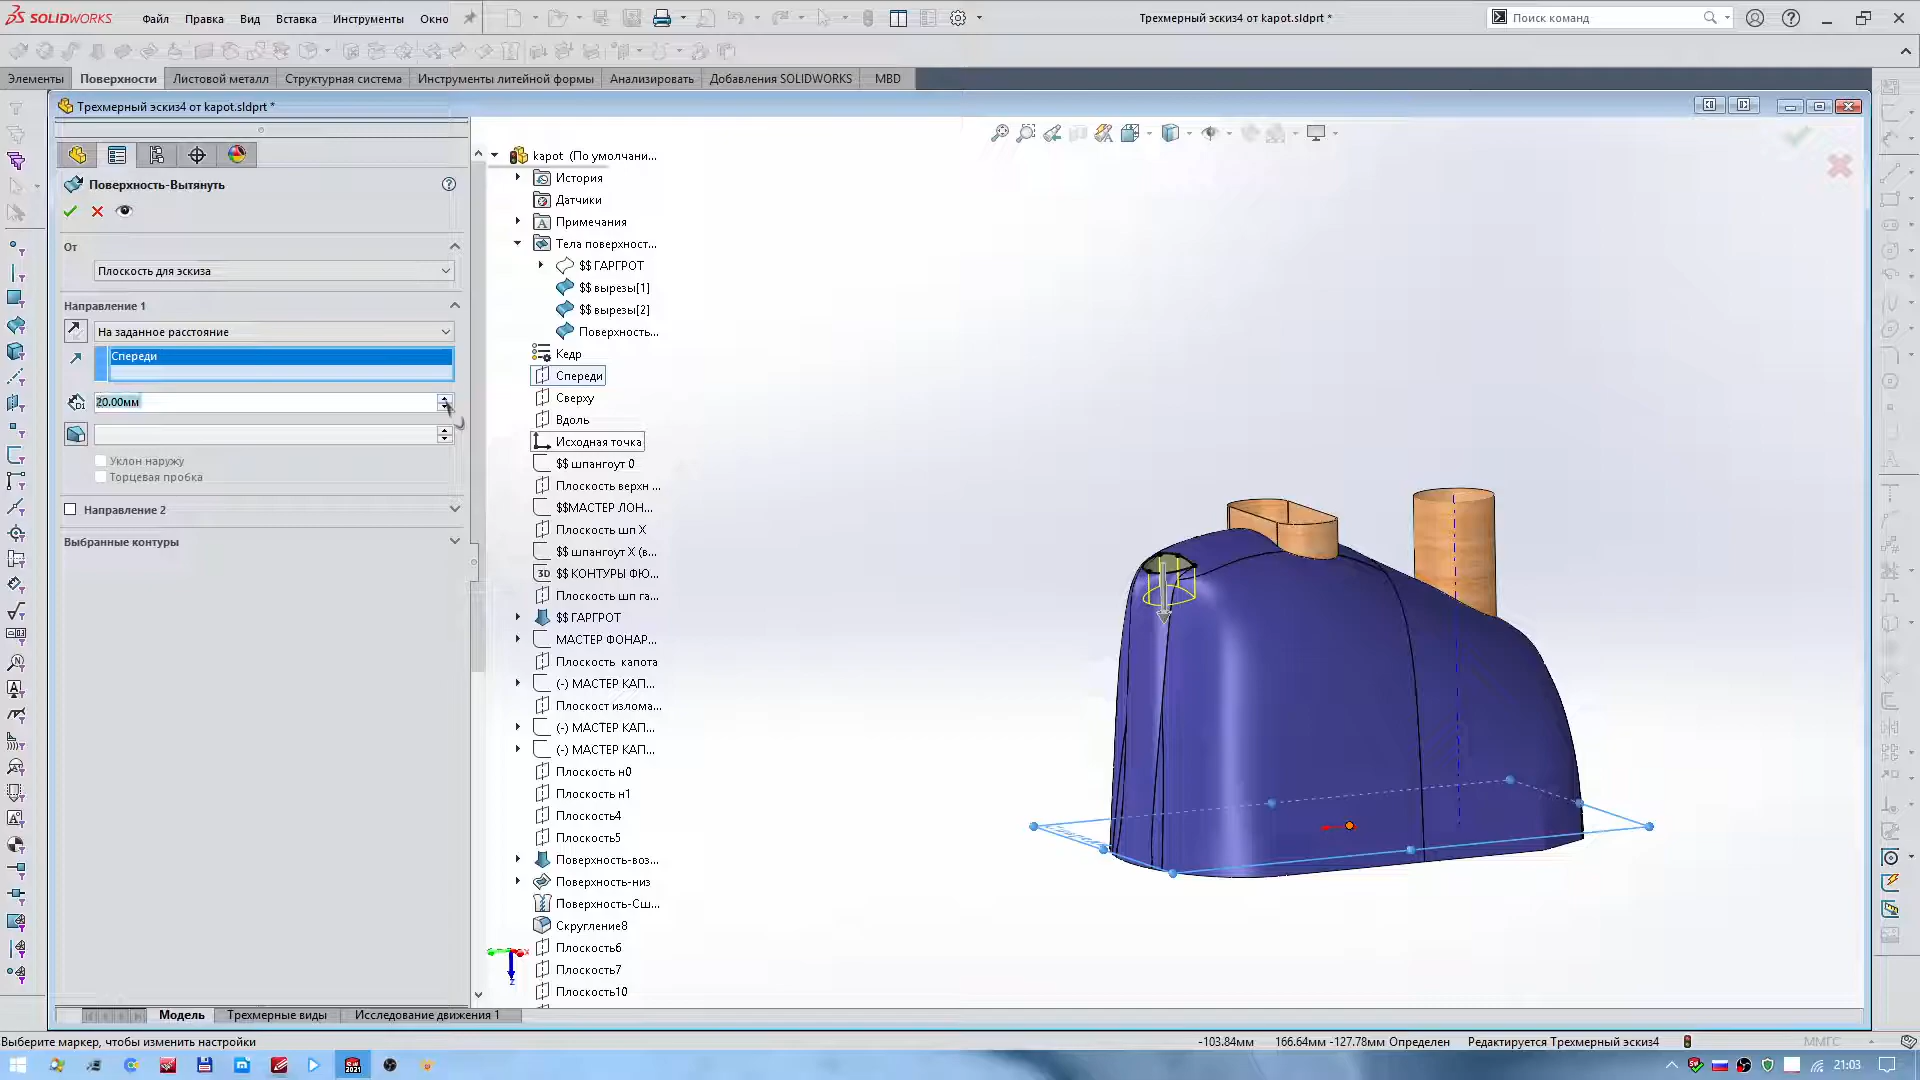 SOLIDWORKS Файл Правка Вид Вставка Инструменты Окно Трехмерный эскиз4 от kapot.sldprt * Поиск команд
Элементы Поверхности Листовой металл Структурная система Инструменты литейной формы Анализировать Добавления SOLIDWORKS MBD
Трехмерный эскиз4 от kapot.sldprt *
Поверхность-Вытянуть
От
Плоскость для эскиза
Направление 1
На заданное расстояние
Спереди
20.00мм
Уклон наружу
Торцевая пробка
Направление 2
Выбранные контуры
kapot (По умолчани...
История
Датчики
Примечания
Тела поверхност...
$$ ГАРГРОТ
$$ вырезы[1]
$$ вырезы[2]
Поверхность...
Кедр
Спереди
Сверху
Вдоль
Исходная точка
$$ шпангоут 0
Плоскость верхн ...
$$МАСТЕР ЛОН...
Плоскость шп X
$$ шпангоут X (в...
3D $$ КОНТУРЫ ФЮ...
Плоскость шп га...
$$ ГАРГРОТ
МАСТЕР ФОНАР...
Плоскость капота
(-) МАСТЕР КАП...
Плоскост излома...
(-) МАСТЕР КАП...
(-) МАСТЕР КАП...
Плоскость н0
Плоскость н1
Плоскость4
Плоскость5
Поверхность-воз...
Поверхность-низ
Поверхность-Сш...
Скругление8
Плоскость6
Плоскость7
Плоскость10
Модель Трехмерные виды Исследование движения 1
Выберите маркер, чтобы изменить настройки -103.84мм 166.64мм -127.78мм Определен Редактируется Трехмерный эскиз4 ММГС
21:03